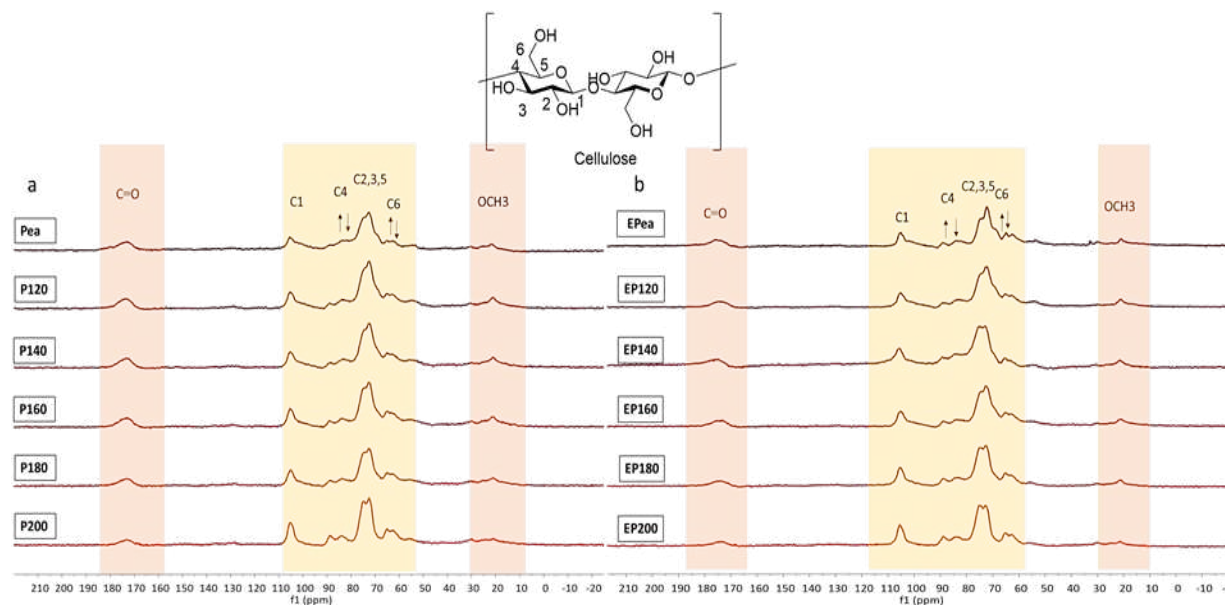 OH
6
4
5
O
HO
3
2
OH
1
O
OH
HO
OH
O
O
OH
Cellulose
a
C=O
C1
C4
C2,3,5
C6
OCH3
Pea
P120
P140
P160
P180
P200
210 200 190 180 170 160 150 140 130 120 110 100 90 80 70 60 50 40 30 20 10 0 -10 -20
f1 (ppm)
b
C=O
C1
C4
C2,3,5
C6
OCH3
EPea
EP120
EP140
EP160
EP180
EP200
210 200 190 180 170 160 150 140 130 120 110 100 90 80 70 60 50 40 30 20 10 0 -10
f1 (ppm)